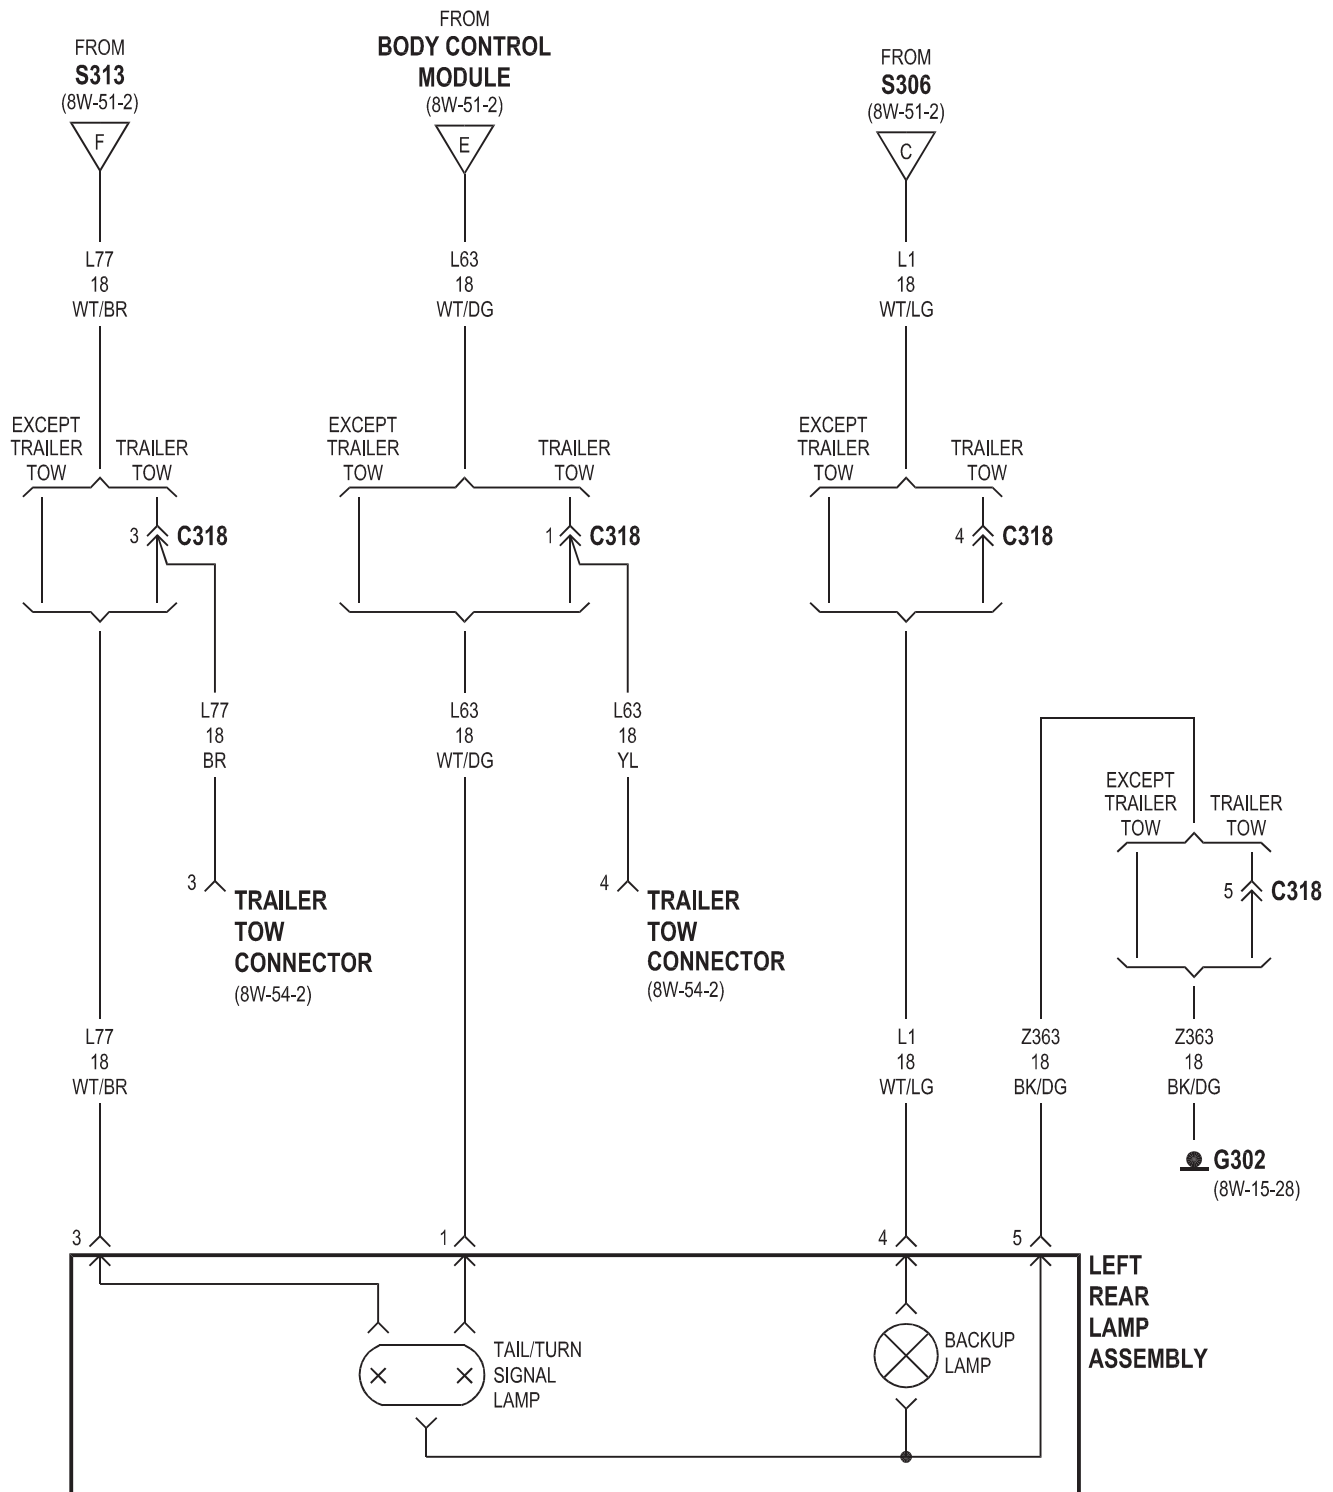 FROM
S313
(8W-51-2)
F
FROM
BODY CONTROL
MODULE
(8W-51-2)
E
FROM
S306
(8W-51-2)
C
L77
18
WT/BR
L63
18
WT/DG
L1
18
WT/LG
EXCEPT
TRAILER
TOW
TRAILER
TOW
3
C318
EXCEPT
TRAILER
TOW
TRAILER
TOW
1
C318
EXCEPT
TRAILER
TOW
TRAILER
TOW
4
C318
L77
18
BR
L63
18
WT/DG
L63
18
YL
EXCEPT
TRAILER
TOW
TRAILER
TOW
5
C318
3
TRAILER
TOW
CONNECTOR
(8W-54-2)
4
TRAILER
TOW
CONNECTOR
(8W-54-2)
L77
18
WT/BR
L1
18
WT/LG
Z363
18
BK/DG
Z363
18
BK/DG
G302
(8W-15-28)
3
1
4
5
LEFT
REAR
LAMP
ASSEMBLY
TAIL/TURN
SIGNAL
LAMP
BACKUP
LAMP